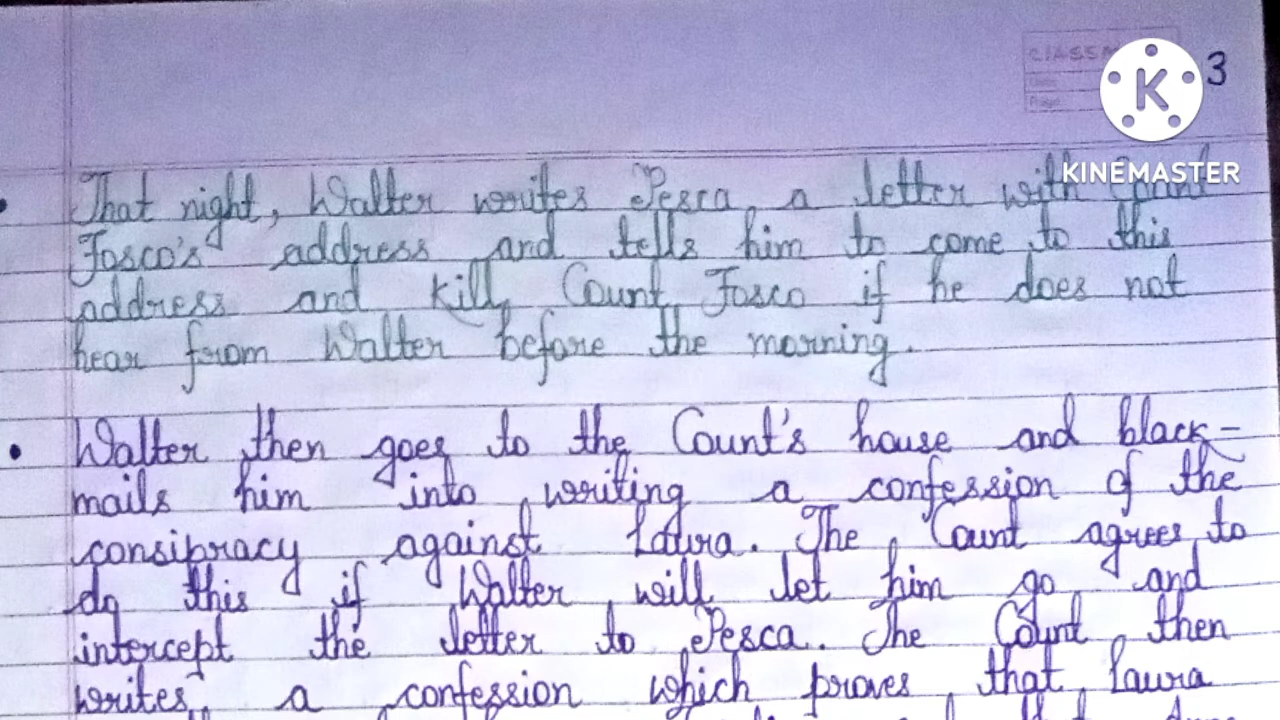 CLASSM
3
K
KINEMASTER
That night, Walter writes Pesca a letter with Count
Fosco's address and tells him to come to this
address and kill Count Fosco if he does not
hear from Walter before the morning.
• Walter then goes to the Count's house and black-
mails him into writing a confession of the
consipracy against Laura. The Count agrees to
do this if Walter will let him go and
intercept the letter to Pesca. The Count then
writes a confession which proves that Laura